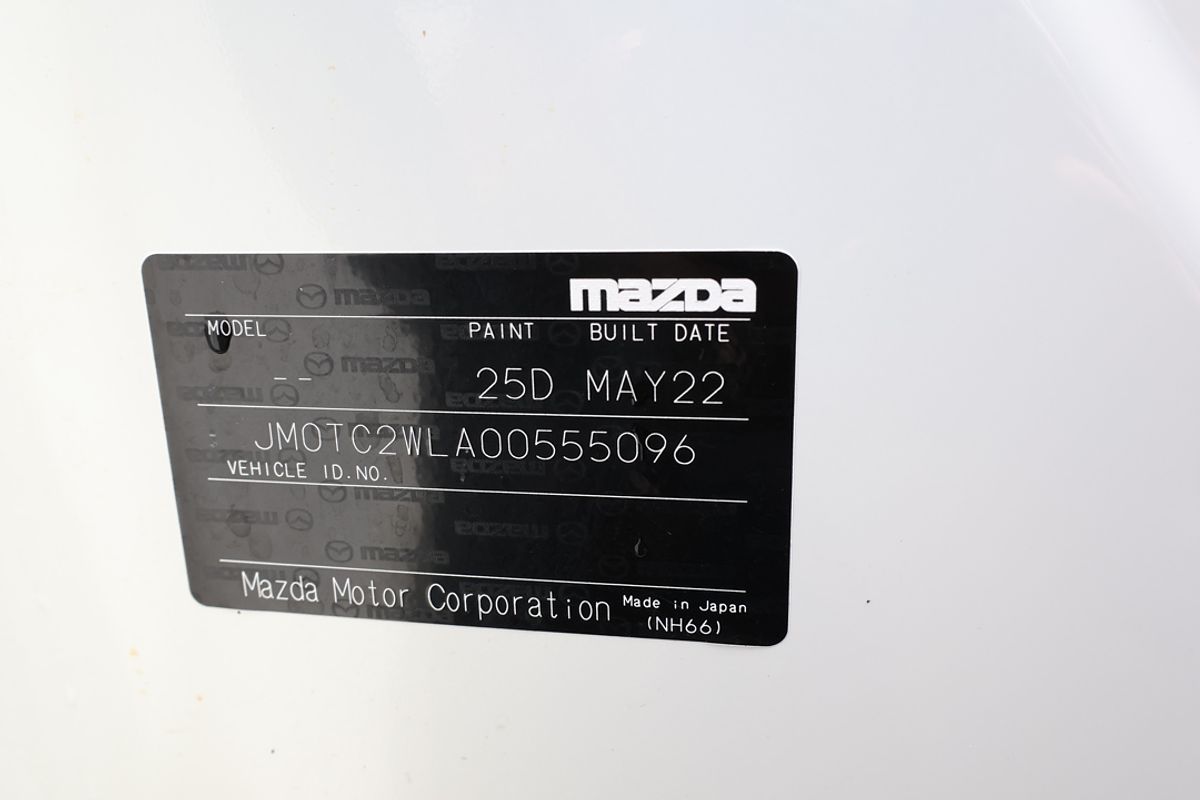 mazda
MODEL PAINT BUILT DATE
-- 25D MAY22
JM0TC2WLA00555096
VEHICLE ID.NO.
Mazda Motor Corporation Made in Japan
(NH66)